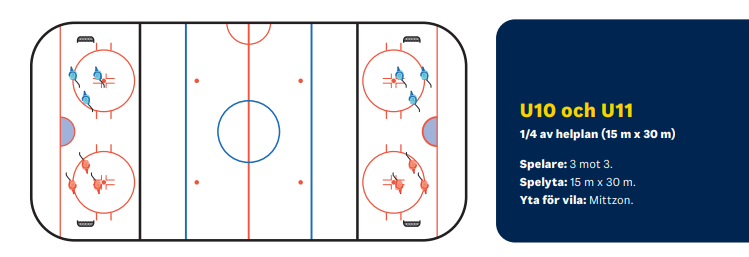 U10 och U11
1/4 av helplan (15 m x 30 m)
Spelare: 3 mot 3.
Spelyta: 15 m x 30 m.
Yta för vila: Mittzon.